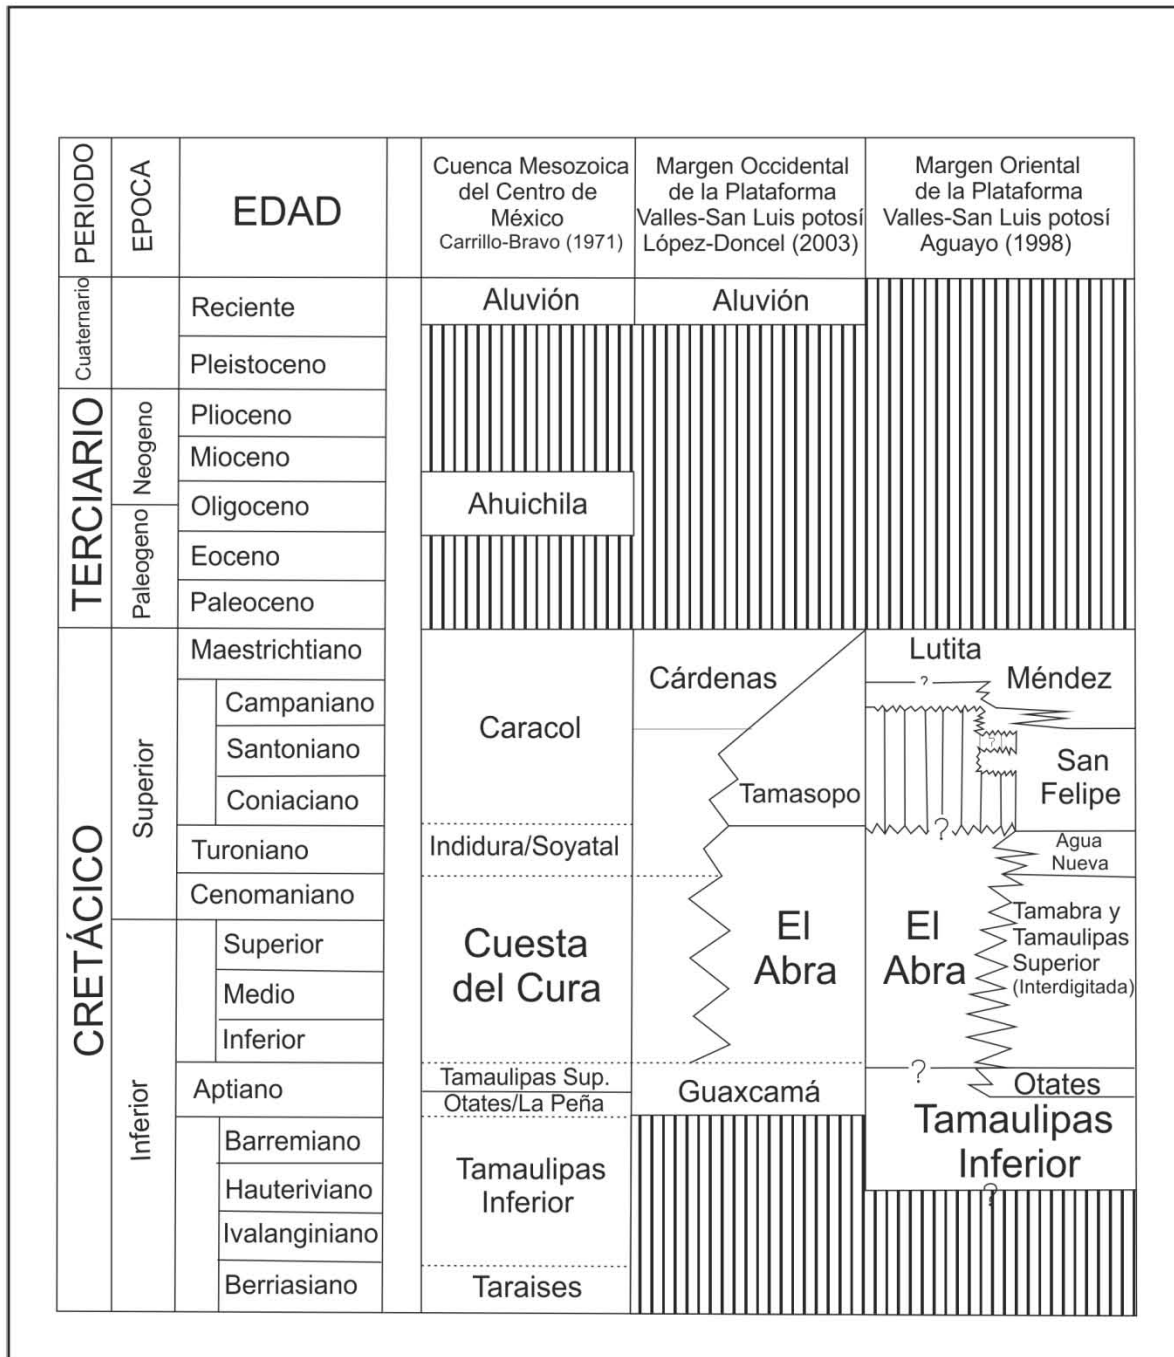 PERIODO
EPOCA
EDAD
Cuenca Mesozoica
del Centro de
México
Carrillo-Bravo (1971)
Margen Occidental
de la Plataforma
Valles-San Luis potosí
López-Doncel (2003)
Margen Oriental
de la Plataforma
Valles-San Luis potosí
Aguayo (1998)
Cuaternario
Reciente
Aluvión
Aluvión
Pleistoceno
TERCIARIO
Neogeno
Plioceno
Mioceno
Oligoceno
Ahuichila
Paleogeno
Eoceno
Paleoceno
CRETÁCICO
Superior
Maestrichtiano
Campaniano
Santoniano
Coniaciano
Turoniano
Cenomaniano
Inferior
Superior
Medio
Inferior
Aptiano
Barremiano
Hauteriviano
Ivalanginiano
Berriasiano
Caracol
Indidura/Soyatal
Cuesta
del Cura
Tamaulipas Sup.
Otates/La Peña
Tamaulipas
Inferior
Taraises
Cárdenas
Tamasopo
El
Abra
Guaxcamá
Lutita
?
Méndez
?
San
Felipe
?
Agua
Nueva
El
Abra
Tamabra y
Tamaulipas
Superior
(Interdigitada)
?
Otates
Tamaulipas
Inferior
?